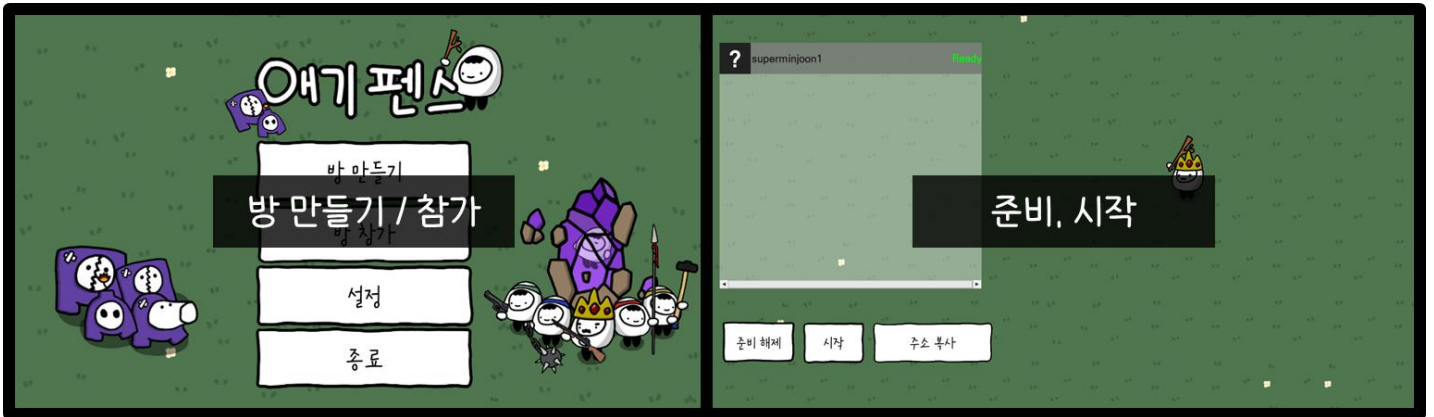 애기 펜스
방 만들기
방 만들기 / 참가
방 참가
설정
종료
? superminjoon1 Ready
준비, 시작
준비 해제 시작 주소 복사